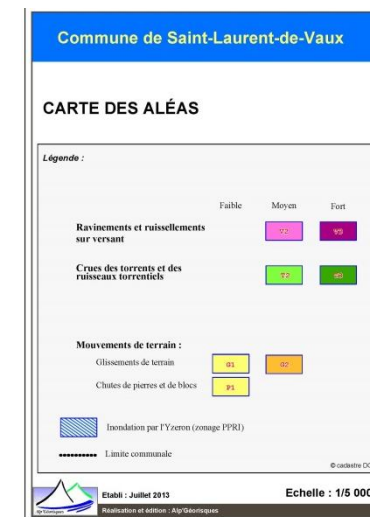 Commune de Saint-Laurent-de-Vaux
CARTE DES ALÉAS
Légende :
Faible Moyen Fort
Ravinements et ruissellements
sur versant
V2 V3
Crues des torrents et des
ruisseaux torrentiels
T2
Mouvements de terrain :
Glissements de terrain G1 G2
Chutes de pierres et de blocs P1
Inondation par l'Yzeron (zonage PPRI)
Limite communale
© cadastre
Etabli : Juillet 2013 Echelle : 1/5 000
Réalisation et édition : Alp'Géorisques
Alp'Géorisques